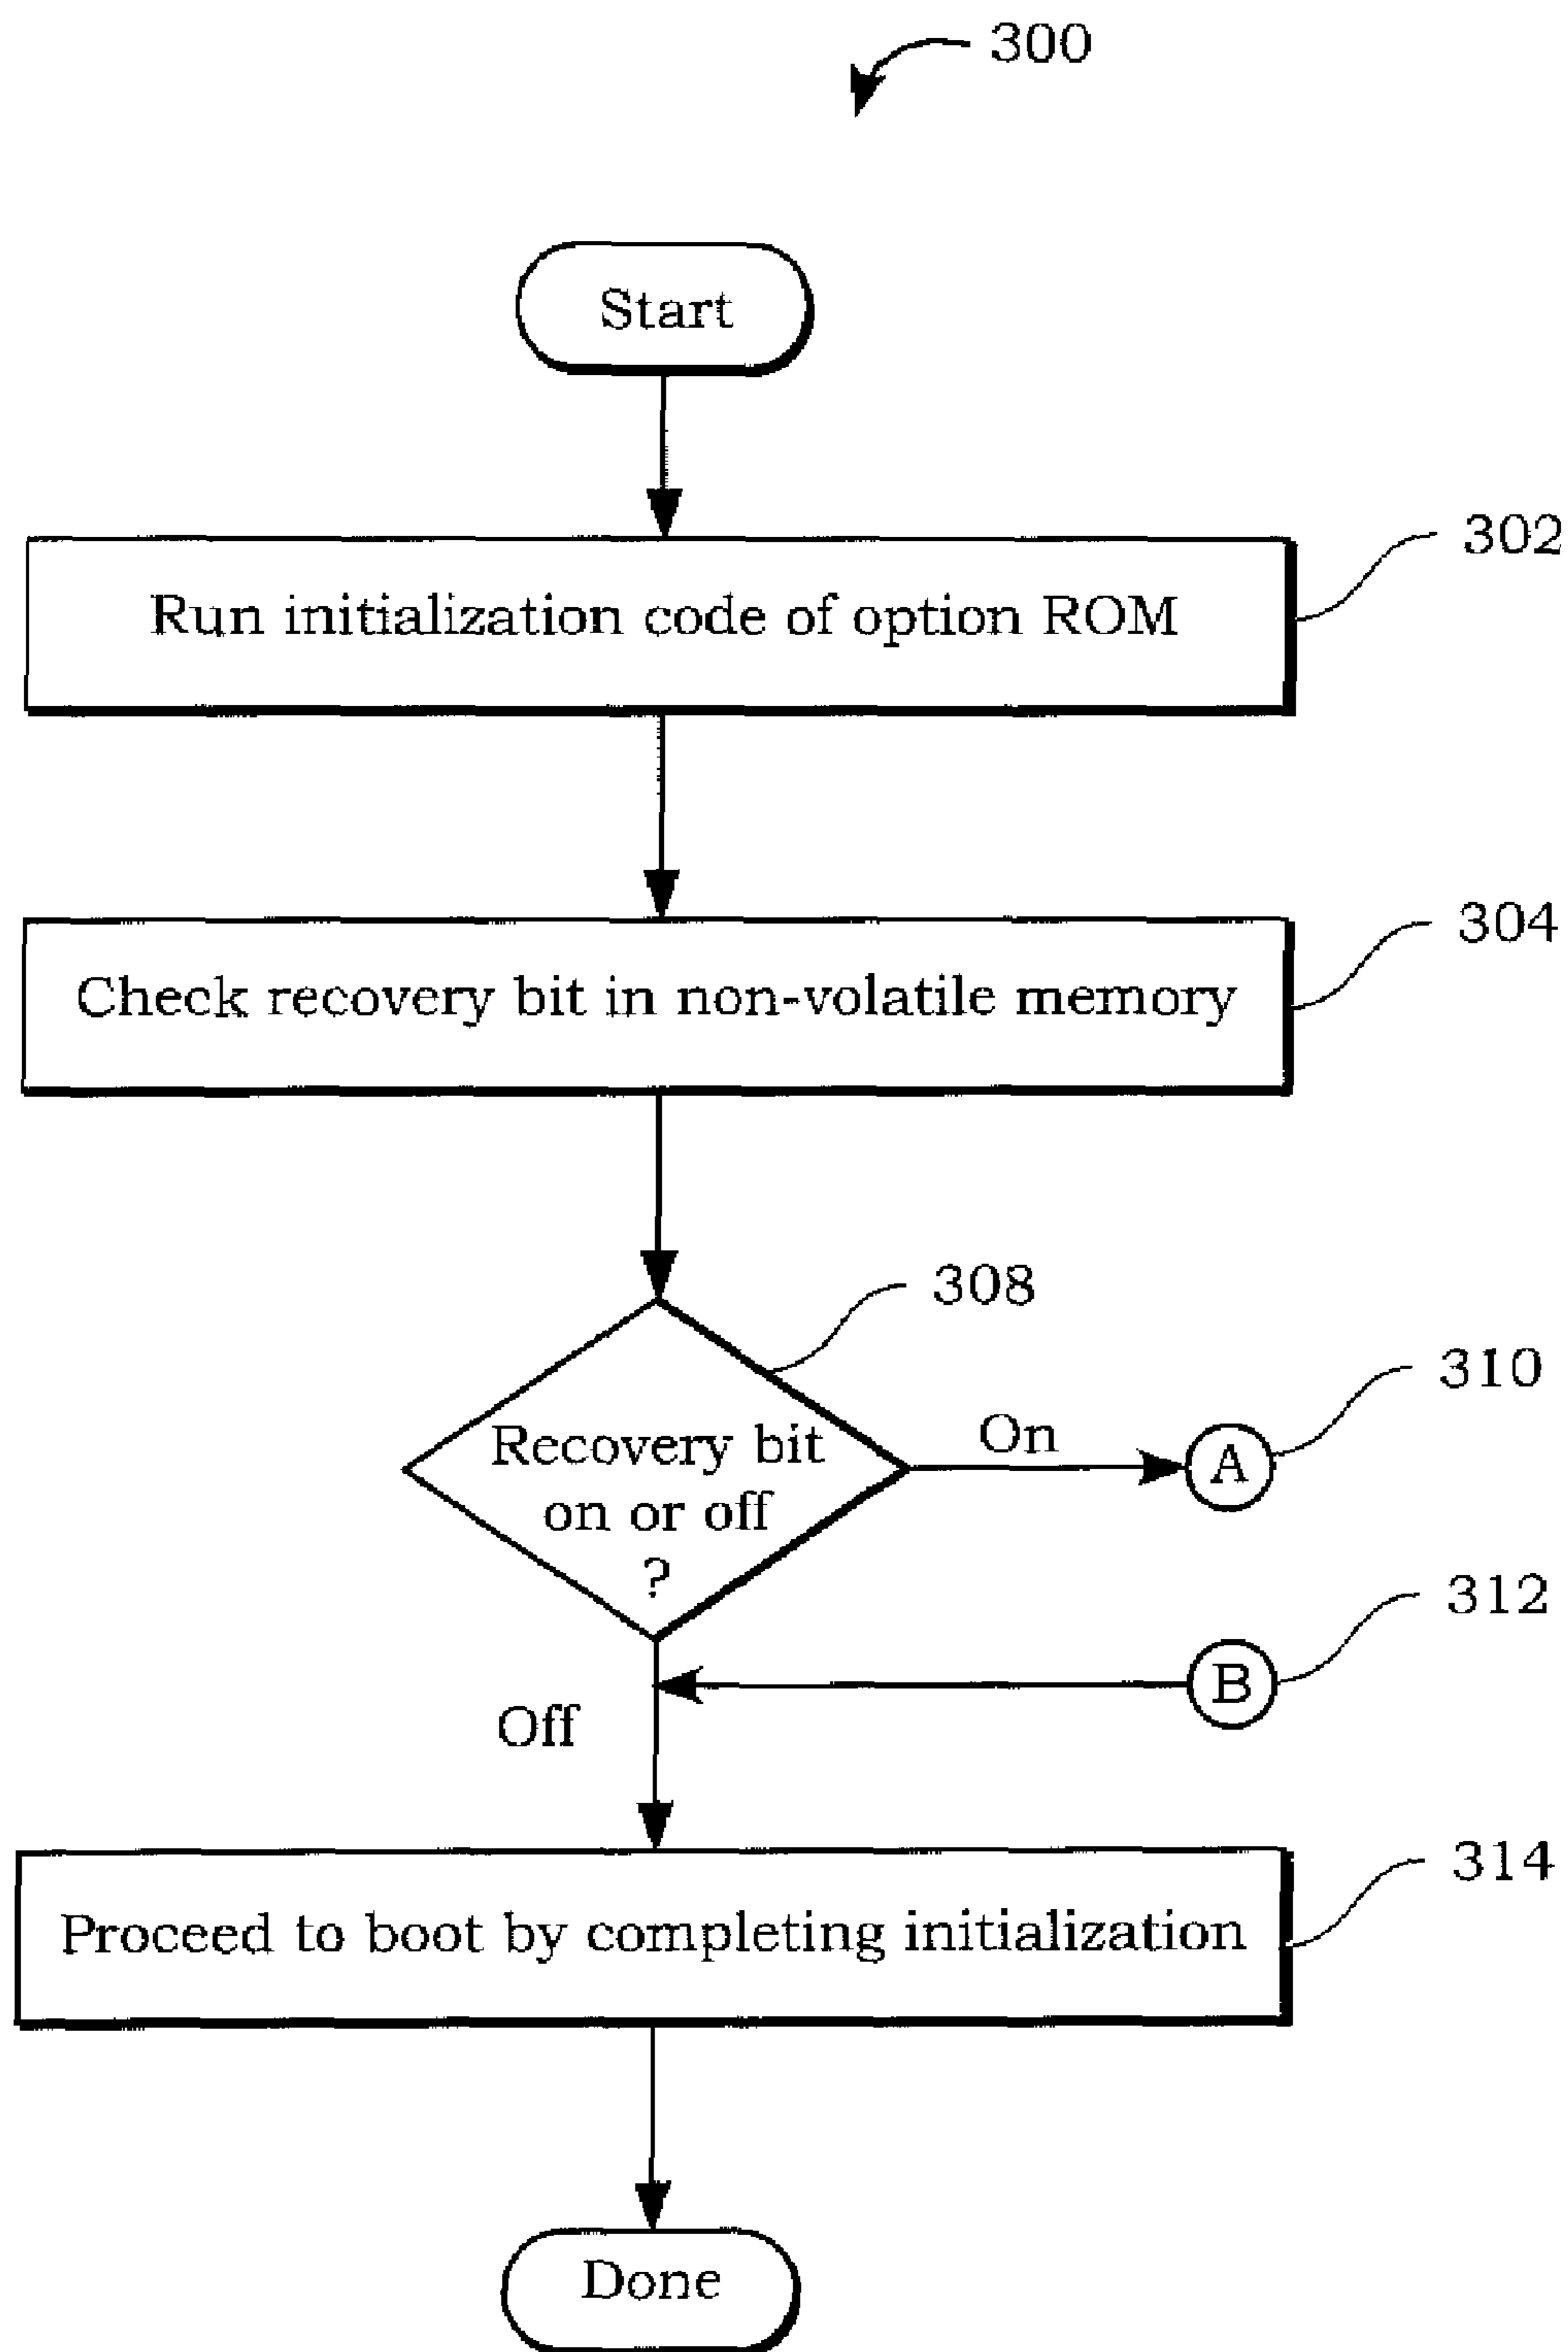 300
Start
302
Run initialization code of option ROM
304
Check recovery bit in non-volatile memory
308
310
Recovery bit
on or off
?
On
A
312
B
Off
314
Proceed to boot by completing initialization
Done